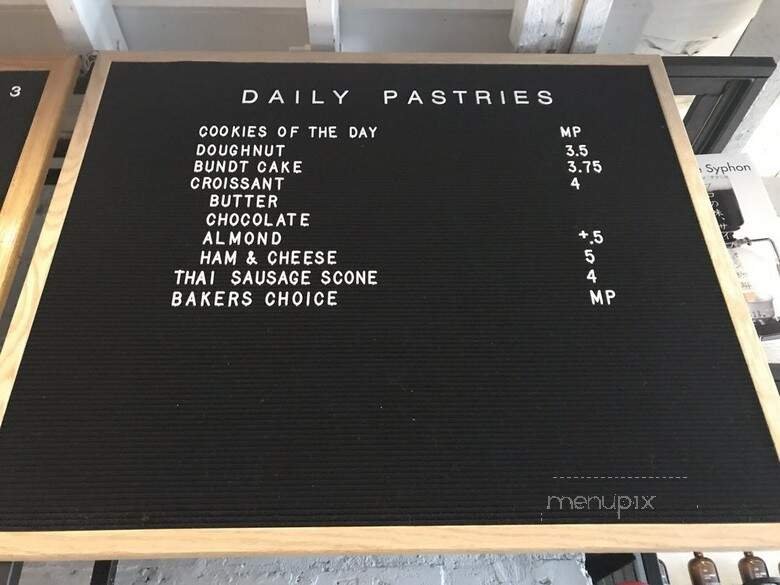 3
DAILY PASTRIES
COOKIES OF THE DAY MP
DOUGHNUT 3.5
BUNDT CAKE 3.75
CROISSANT 4
BUTTER
CHOCOLATE
ALMOND +.5
HAM & CHEESE 5
THAI SAUSAGE SCONE 4
BAKERS CHOICE MP
Syphon
menupix